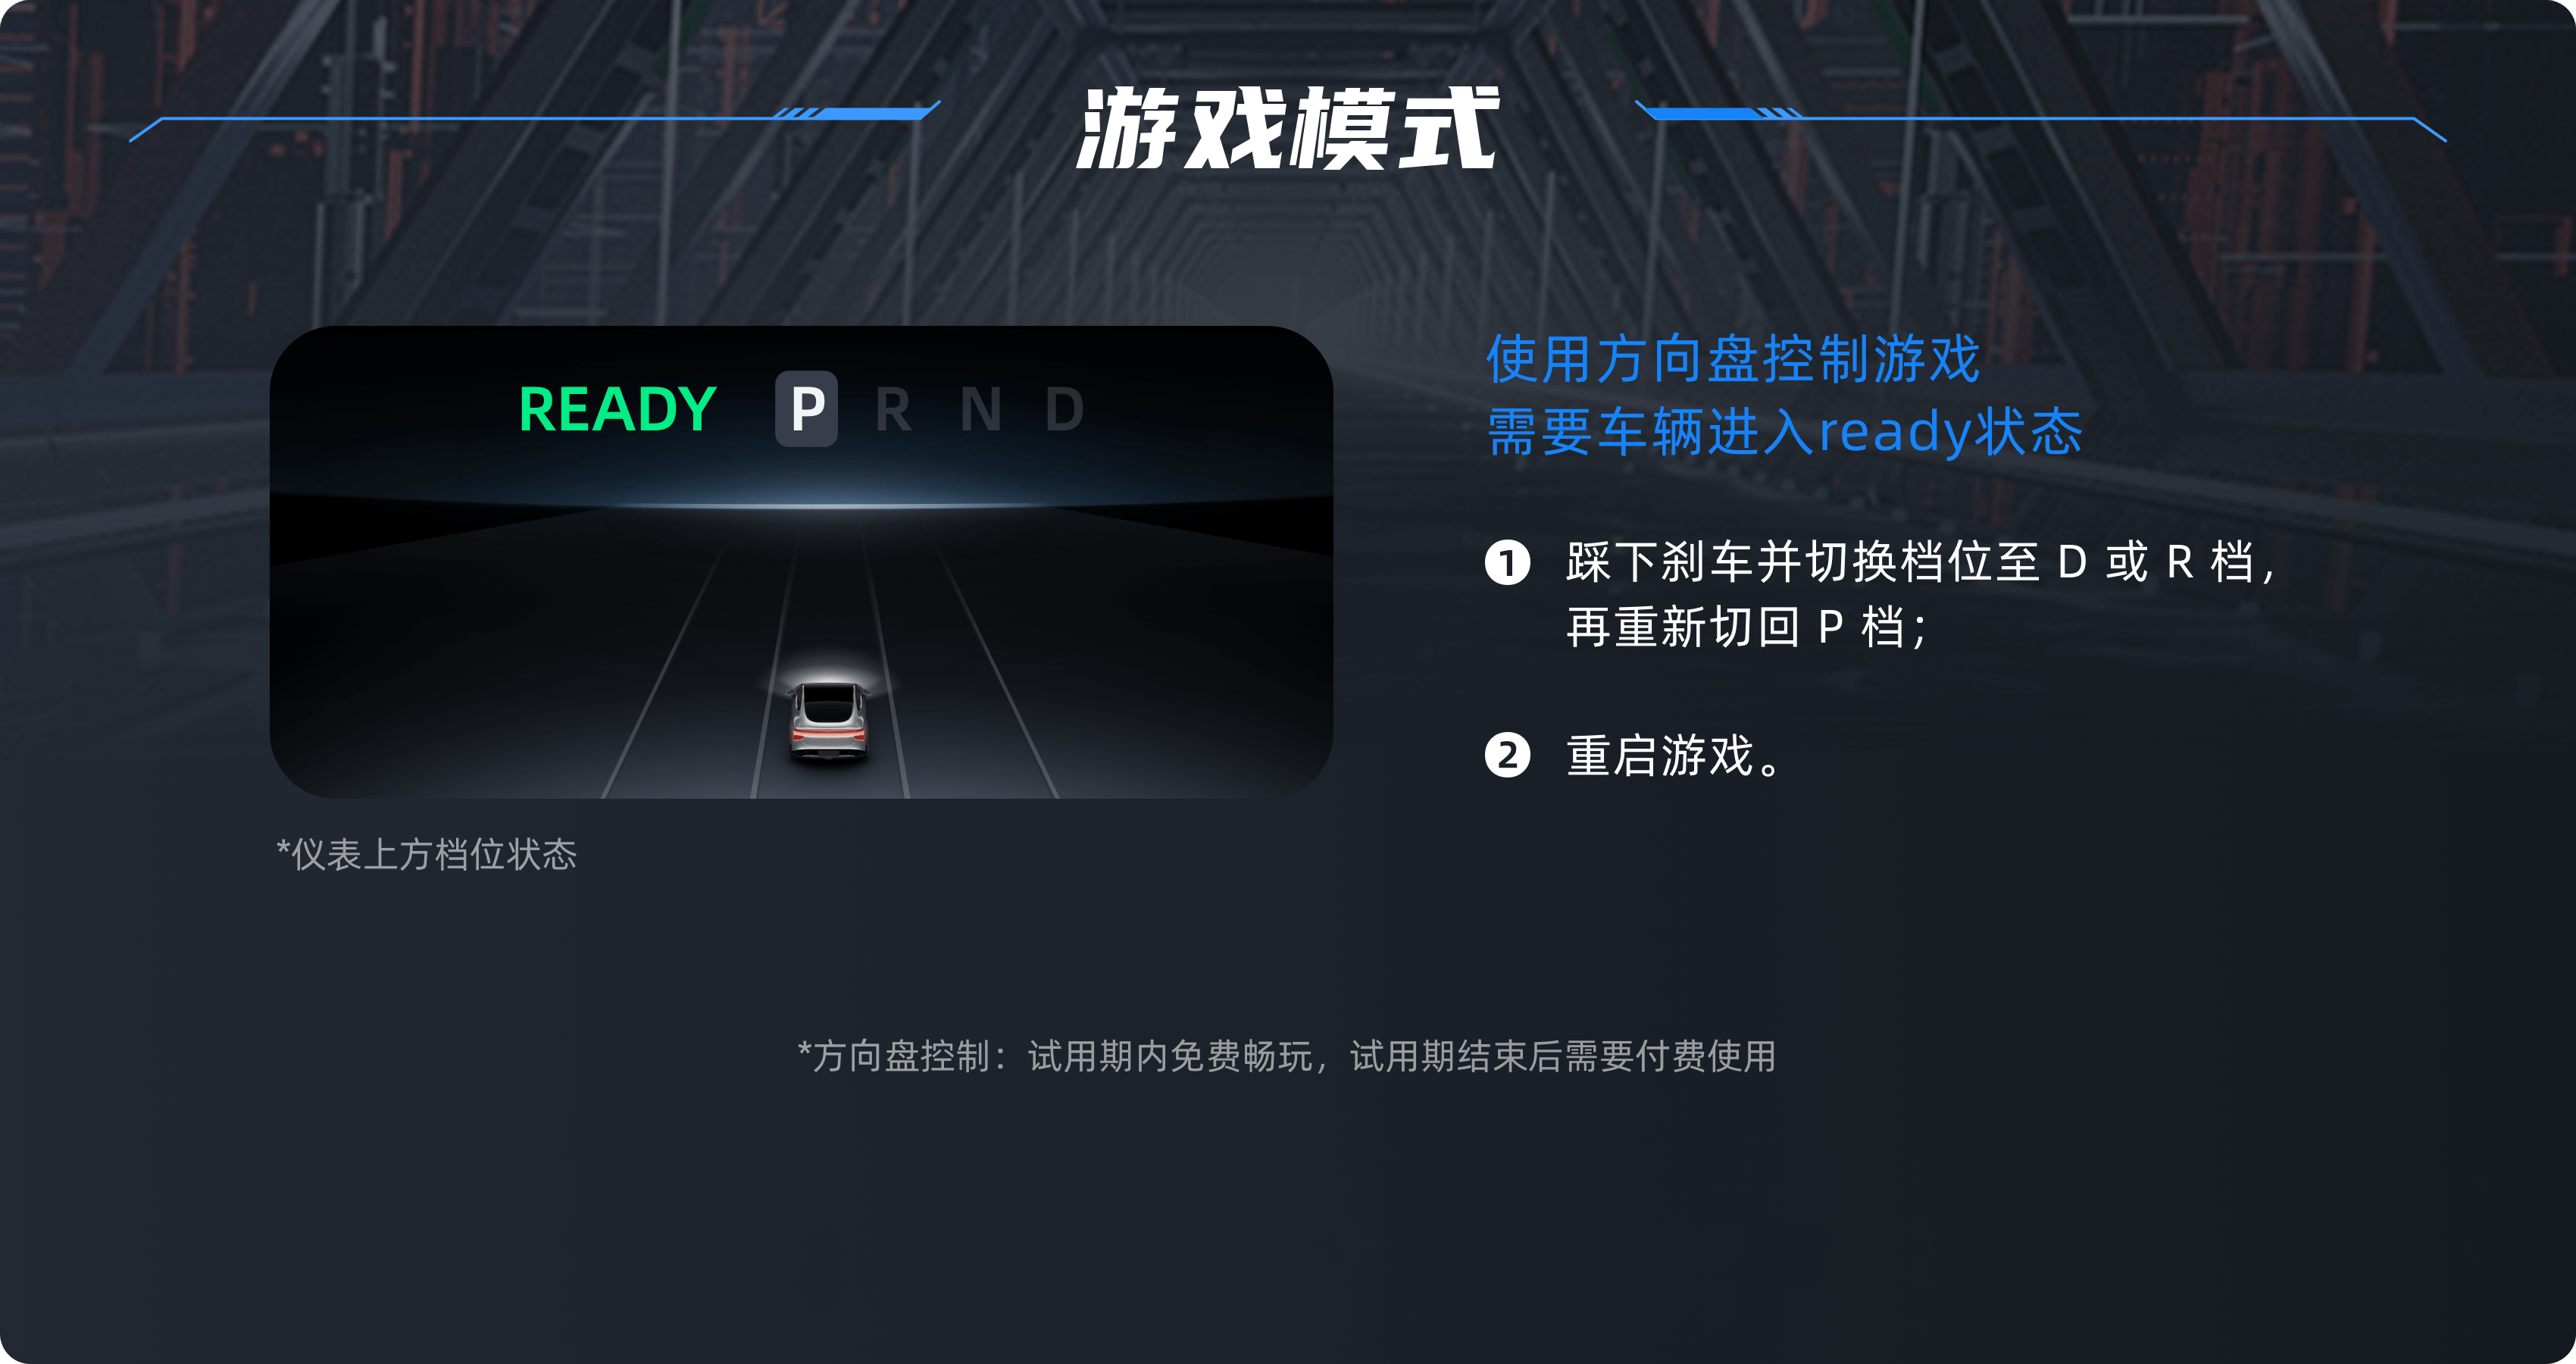 游戏模式
READY P R N D
*仪表上方档位状态
使用方向盘控制游戏
需要车辆进入ready状态
1 踩下刹车并切换档位至 D 或 R 档，
再重新切回 P 档；
2 重启游戏。
*方向盘控制：试用期内免费畅玩，试用期结束后需要付费使用